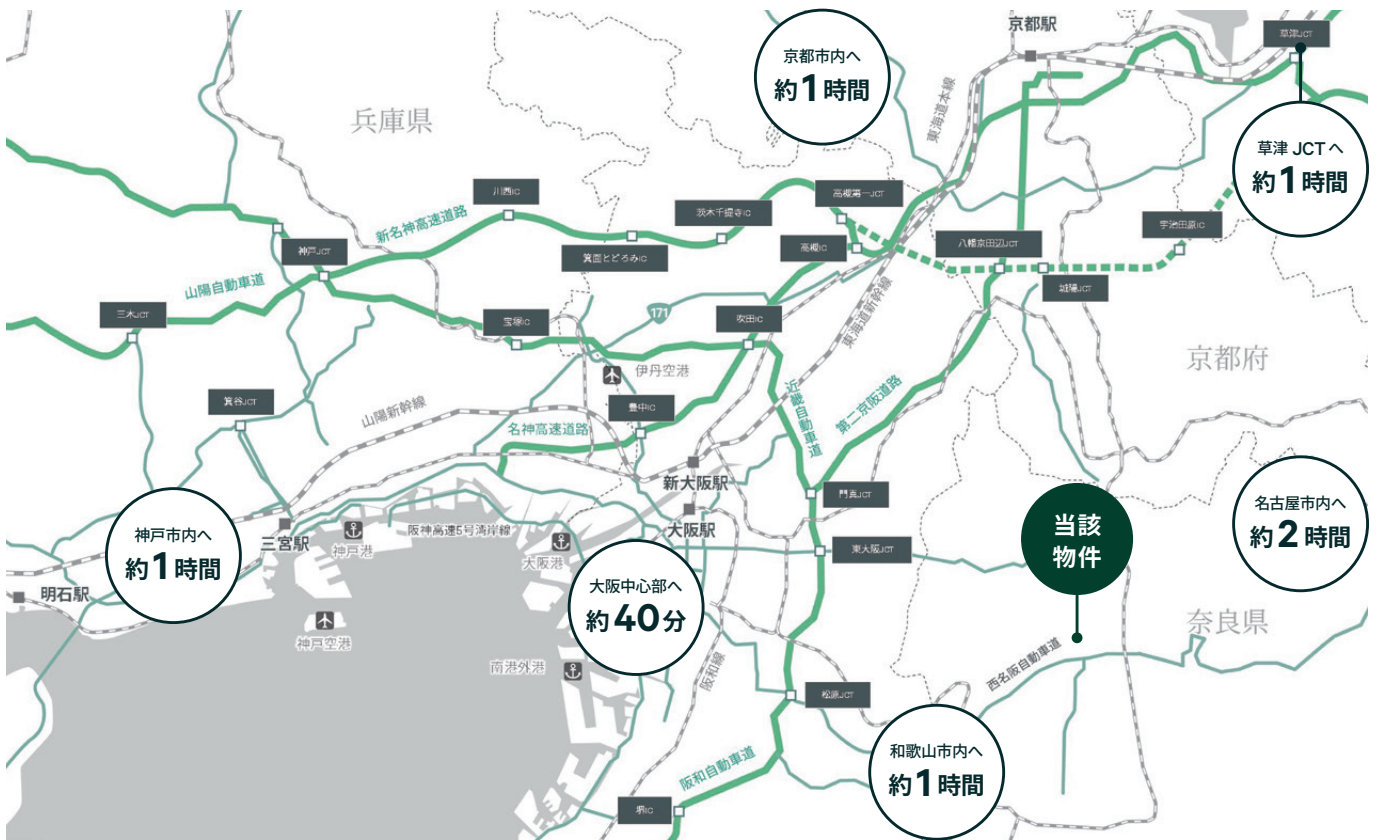 京都駅
草津JCT
京都市内へ
約1時間
東海道本線
兵庫県
草津 JCT へ
約1時間
川西IC
高槻第一JCT
茨木千提寺IC
新名神高速道路
宇治田原IC
神戸JCT
高槻IC
八幡京田辺JCT
箕面とどろみIC
山陽自動車道
城陽JCT
三木JCT
宝塚IC
171
吹田IC
東海道新幹線
京都府
伊丹空港
箕谷JCT
山陽新幹線
豊中IC
近畿自動車道
第二京阪道路
名神高速道路
新大阪駅
門真JCT
名古屋市内へ
約2時間
神戸市内へ
約1時間
三宮駅
神戸港
阪神高速5号湾岸線
大阪駅
大阪港
東大阪JCT
当該
物件
明石駅
大阪中心部へ
約40分
神戸空港
奈良県
南港外港
阪和線
西名阪自動車道
松原JCT
和歌山市内へ
約1時間
阪和自動車道
堺IC